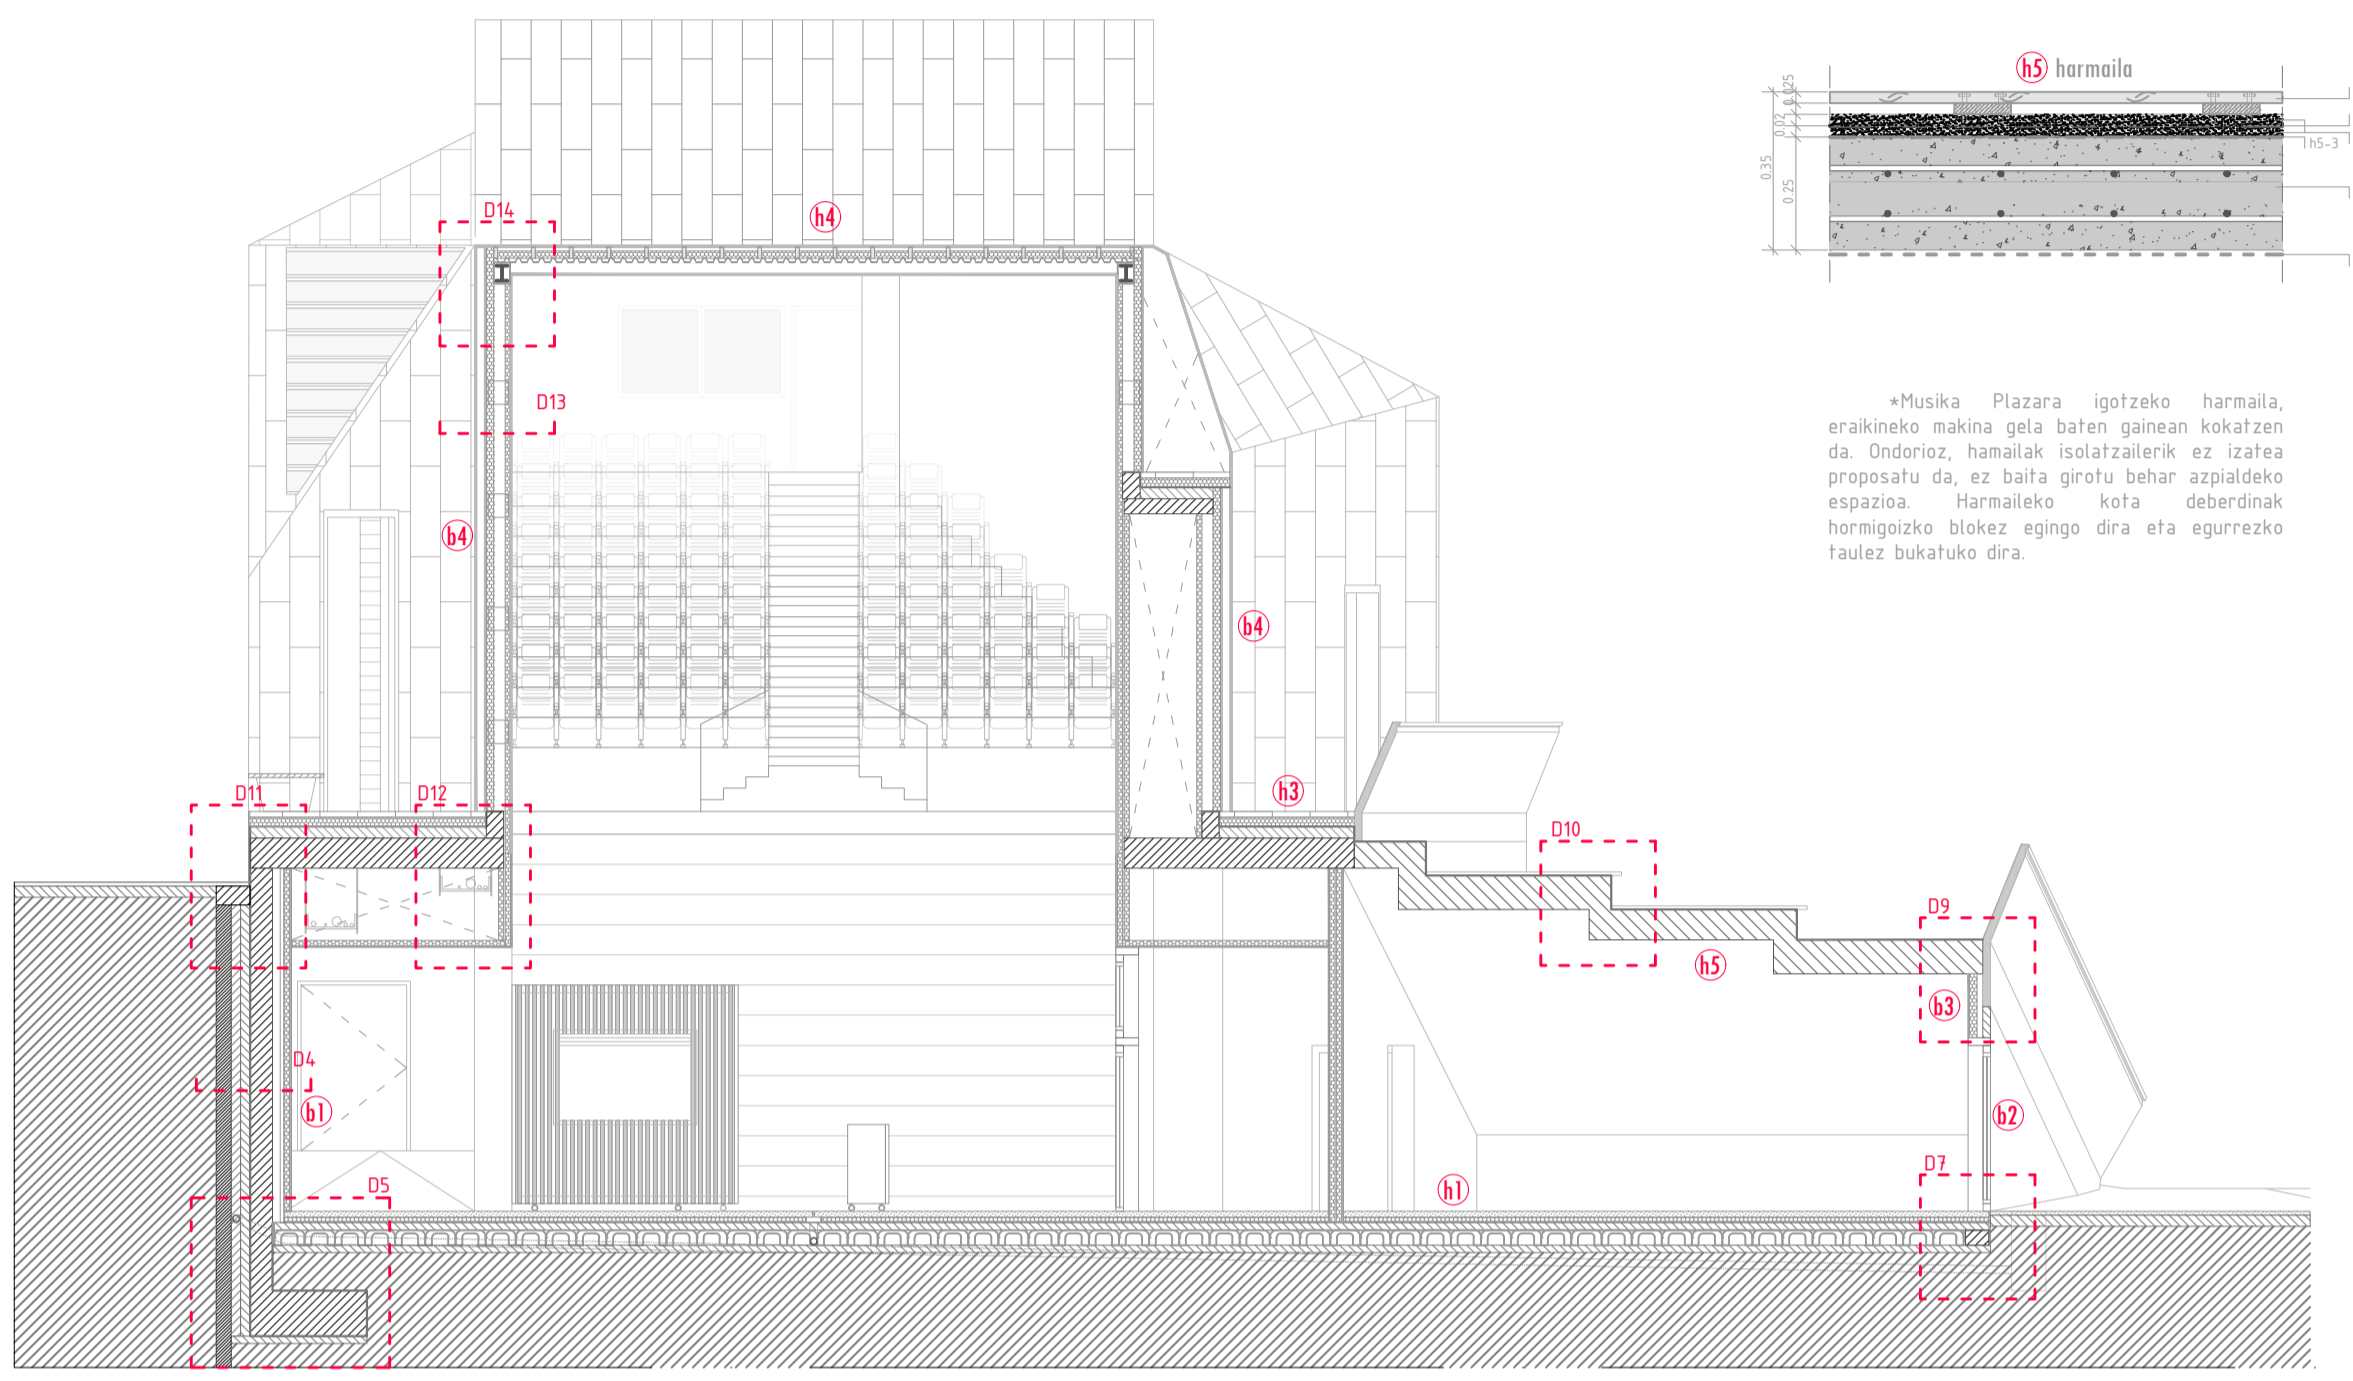 h5 harmaila
0.025
0.02
0.35
0.25
h5-3
D14
h4
D13
*Musika Plazara igotzeko harmaila,
eraikineko makina gela baten gainean kokatzen
da. Ondorioz, hamailak isolatzailerik ez izatea
proposatu da, ez baita girotu behar azpialdeko
espazioa. Harmaileko kota deberdinak
hormigoizko blokez egingo dira eta egurrezko
taulez bukatuko dira.
b4
b4
D11
D12
h3
D10
D9
h5
b3
D4
b1
b2
D5
h1
D7